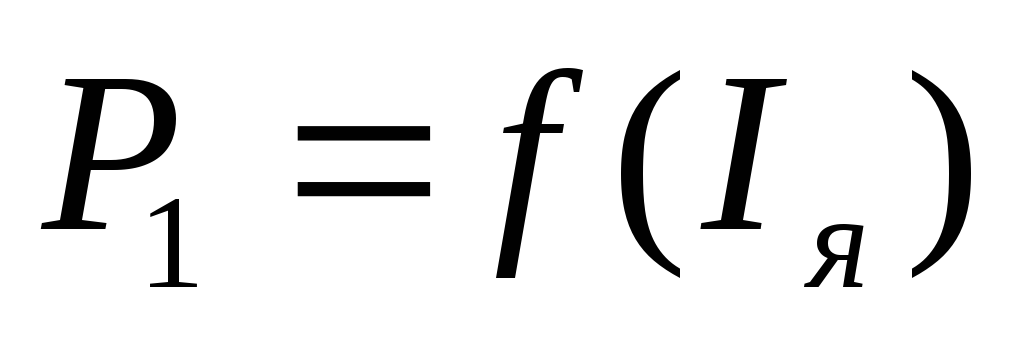 P₁ = f(Iя)